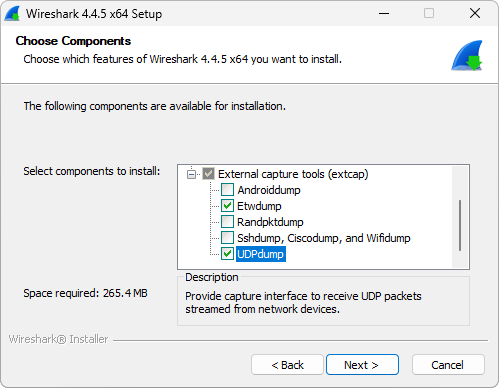 Wireshark 4.4.5 x64 Setup
Choose Components
Choose which features of Wireshark 4.4.5 x64 you want to install.
The following components are available for installation.
Select components to install:
External capture tools (extcap)
Androiddump
Etwdump
Randpktdump
Sshdump, Ciscodump, and Wifidump
UDPdump
Space required: 265.4 MB
Description
Provide capture interface to receive UDP packets
streamed from network devices.
Wireshark® Installer
< Back
Next >
Cancel